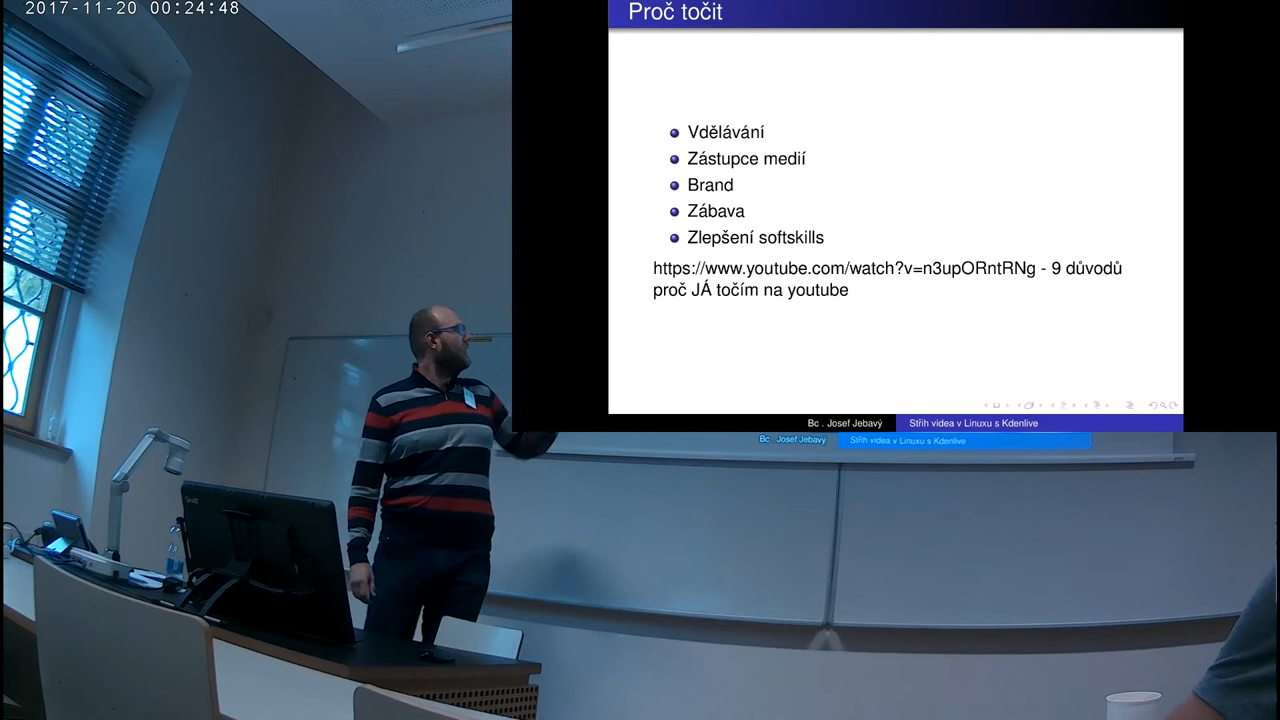 2017-11-20 00:24:48
Proč točit
Vdělávání
Zástupce medií
Brand
Zábava
Zlepšení softskills
https://www.youtube.com/watch?v=n3upORntRNg - 9 důvodů
proč JÁ točím na youtube
Bc . Josef Jebavý Střih videa v Linuxu s Kdenlive
Bc . Josef Jebavý Střih videa v Linuxu s Kdenlive